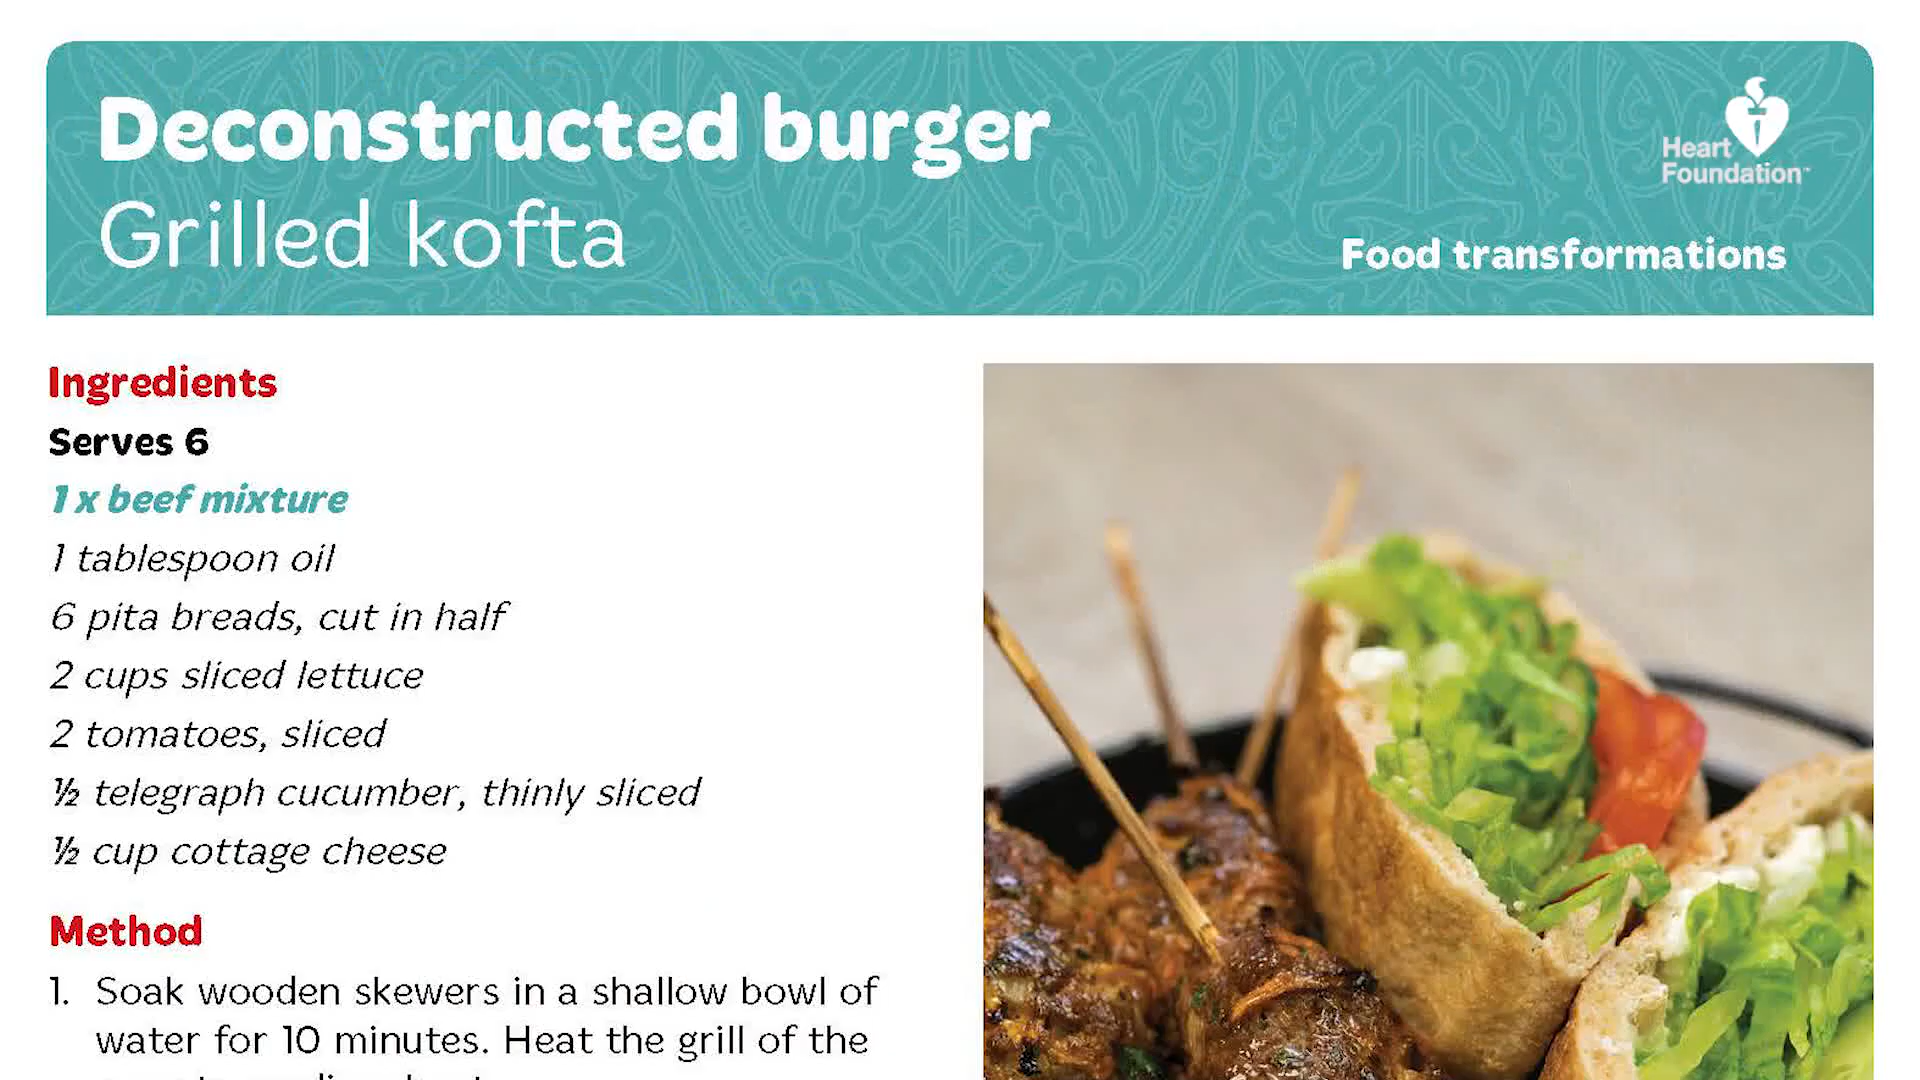 Deconstructed burger
Grilled kofta
Heart
Foundation™
Food transformations
Ingredients
Serves 6
1 x beef mixture
1 tablespoon oil
6 pita breads, cut in half
2 cups sliced lettuce
2 tomatoes, sliced
½ telegraph cucumber, thinly sliced
½ cup cottage cheese
Method
1. Soak wooden skewers in a shallow bowl of
water for 10 minutes. Heat the grill of the